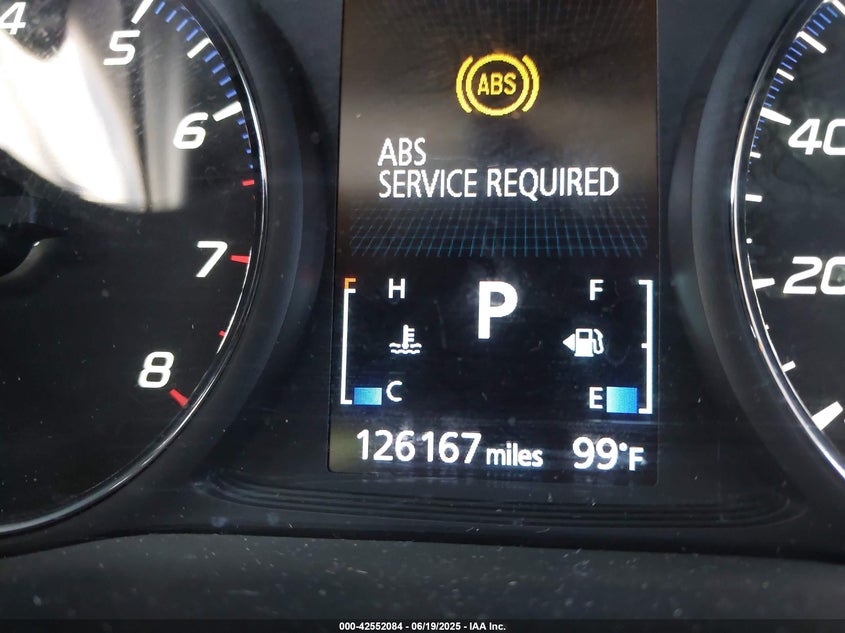 4
5
6
7
8
ABS
ABS
SERVICE REQUIRED
H
P
F
C
E
126167 miles 99°F
40
20
000-42552084 - 06/19/2025 - IAA Inc.